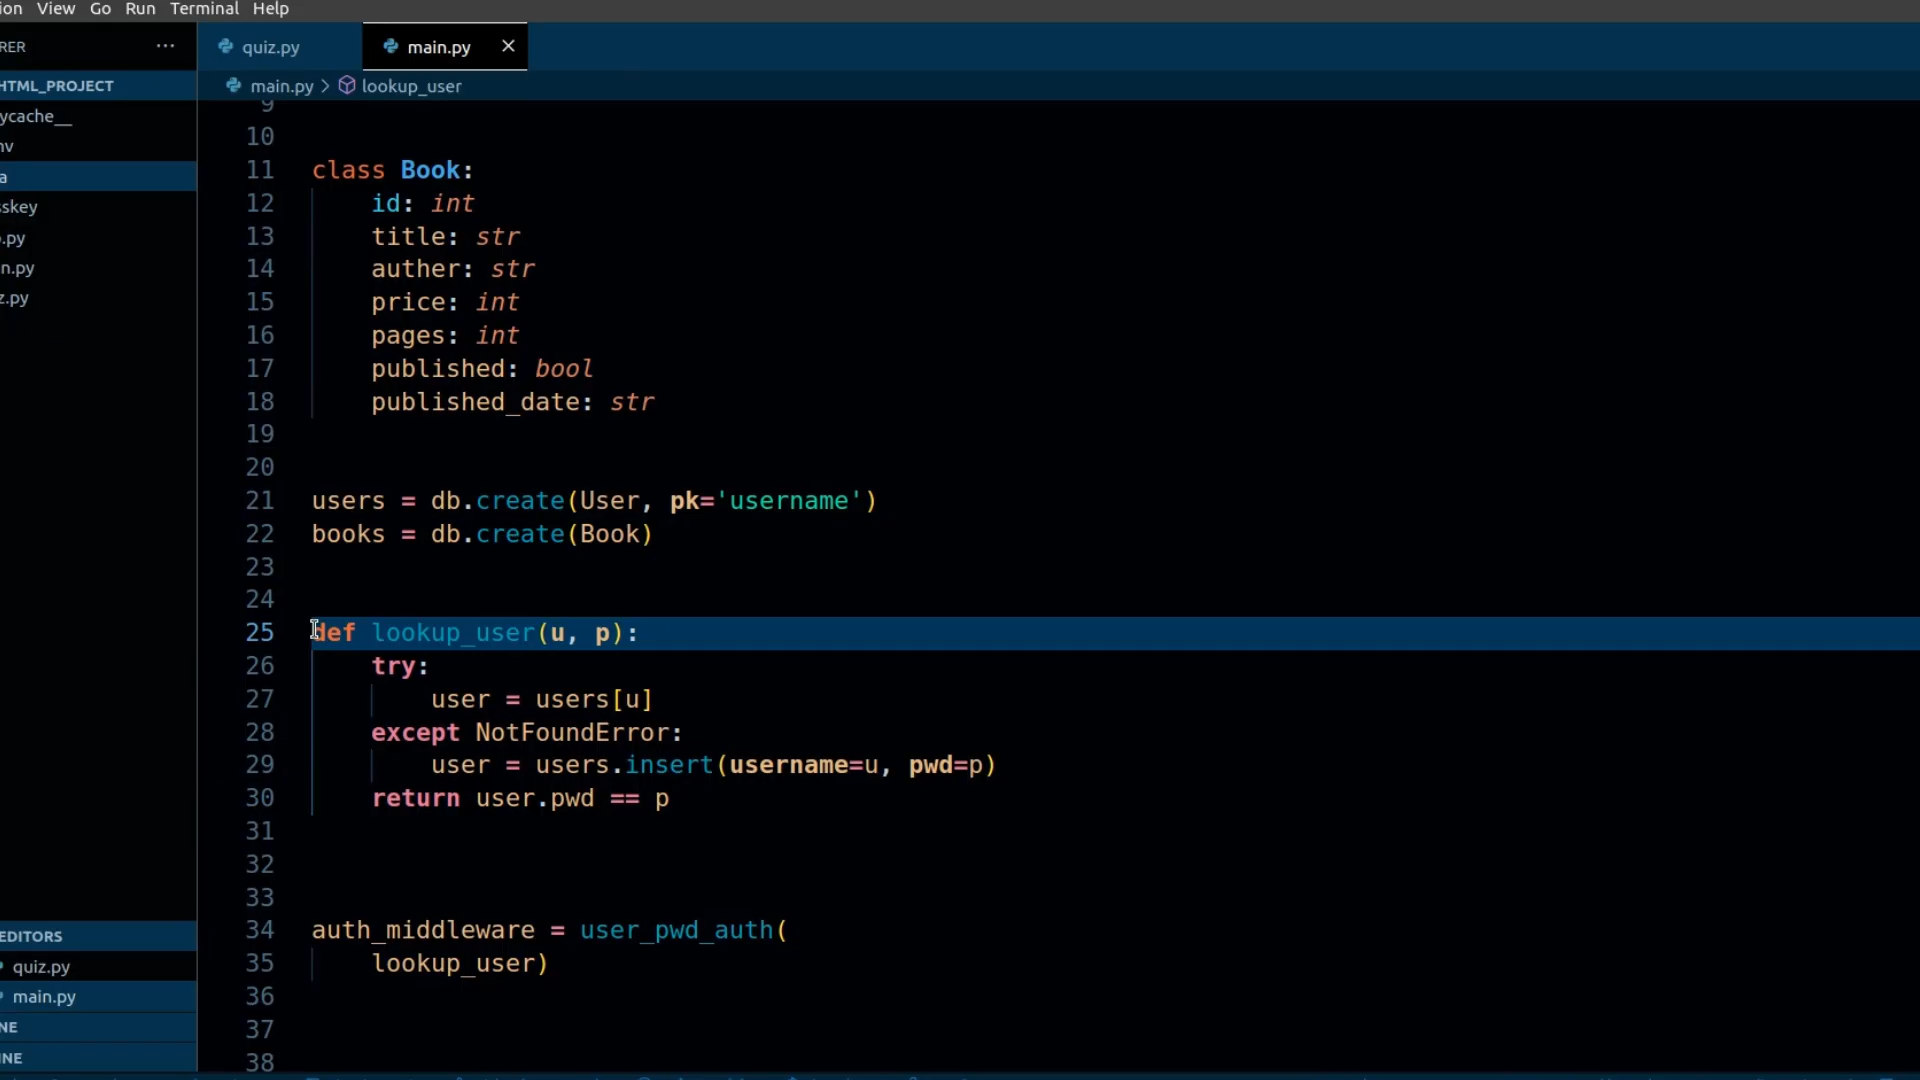 ion View Go Run Terminal Help
RER ···
quiz.py main.py ×
HTML_PROJECT
main.py > lookup_user
ycache__
nv
a
skey
.py
n.py
z.py
9
10
11 class Book:
12 id: int
13 title: str
14 auther: str
15 price: int
16 pages: int
17 published: bool
18 published_date: str
19
20
21 users = db.create(User, pk='username')
22 books = db.create(Book)
23
24
25 def lookup_user(u, p):
26 try:
27 user = users[u]
28 except NotFoundError:
29 user = users.insert(username=u, pwd=p)
30 return user.pwd == p
31
32
33
34 auth_middleware = user_pwd_auth(
35 lookup_user)
36
37
38
EDITORS
quiz.py
main.py
NE
INE